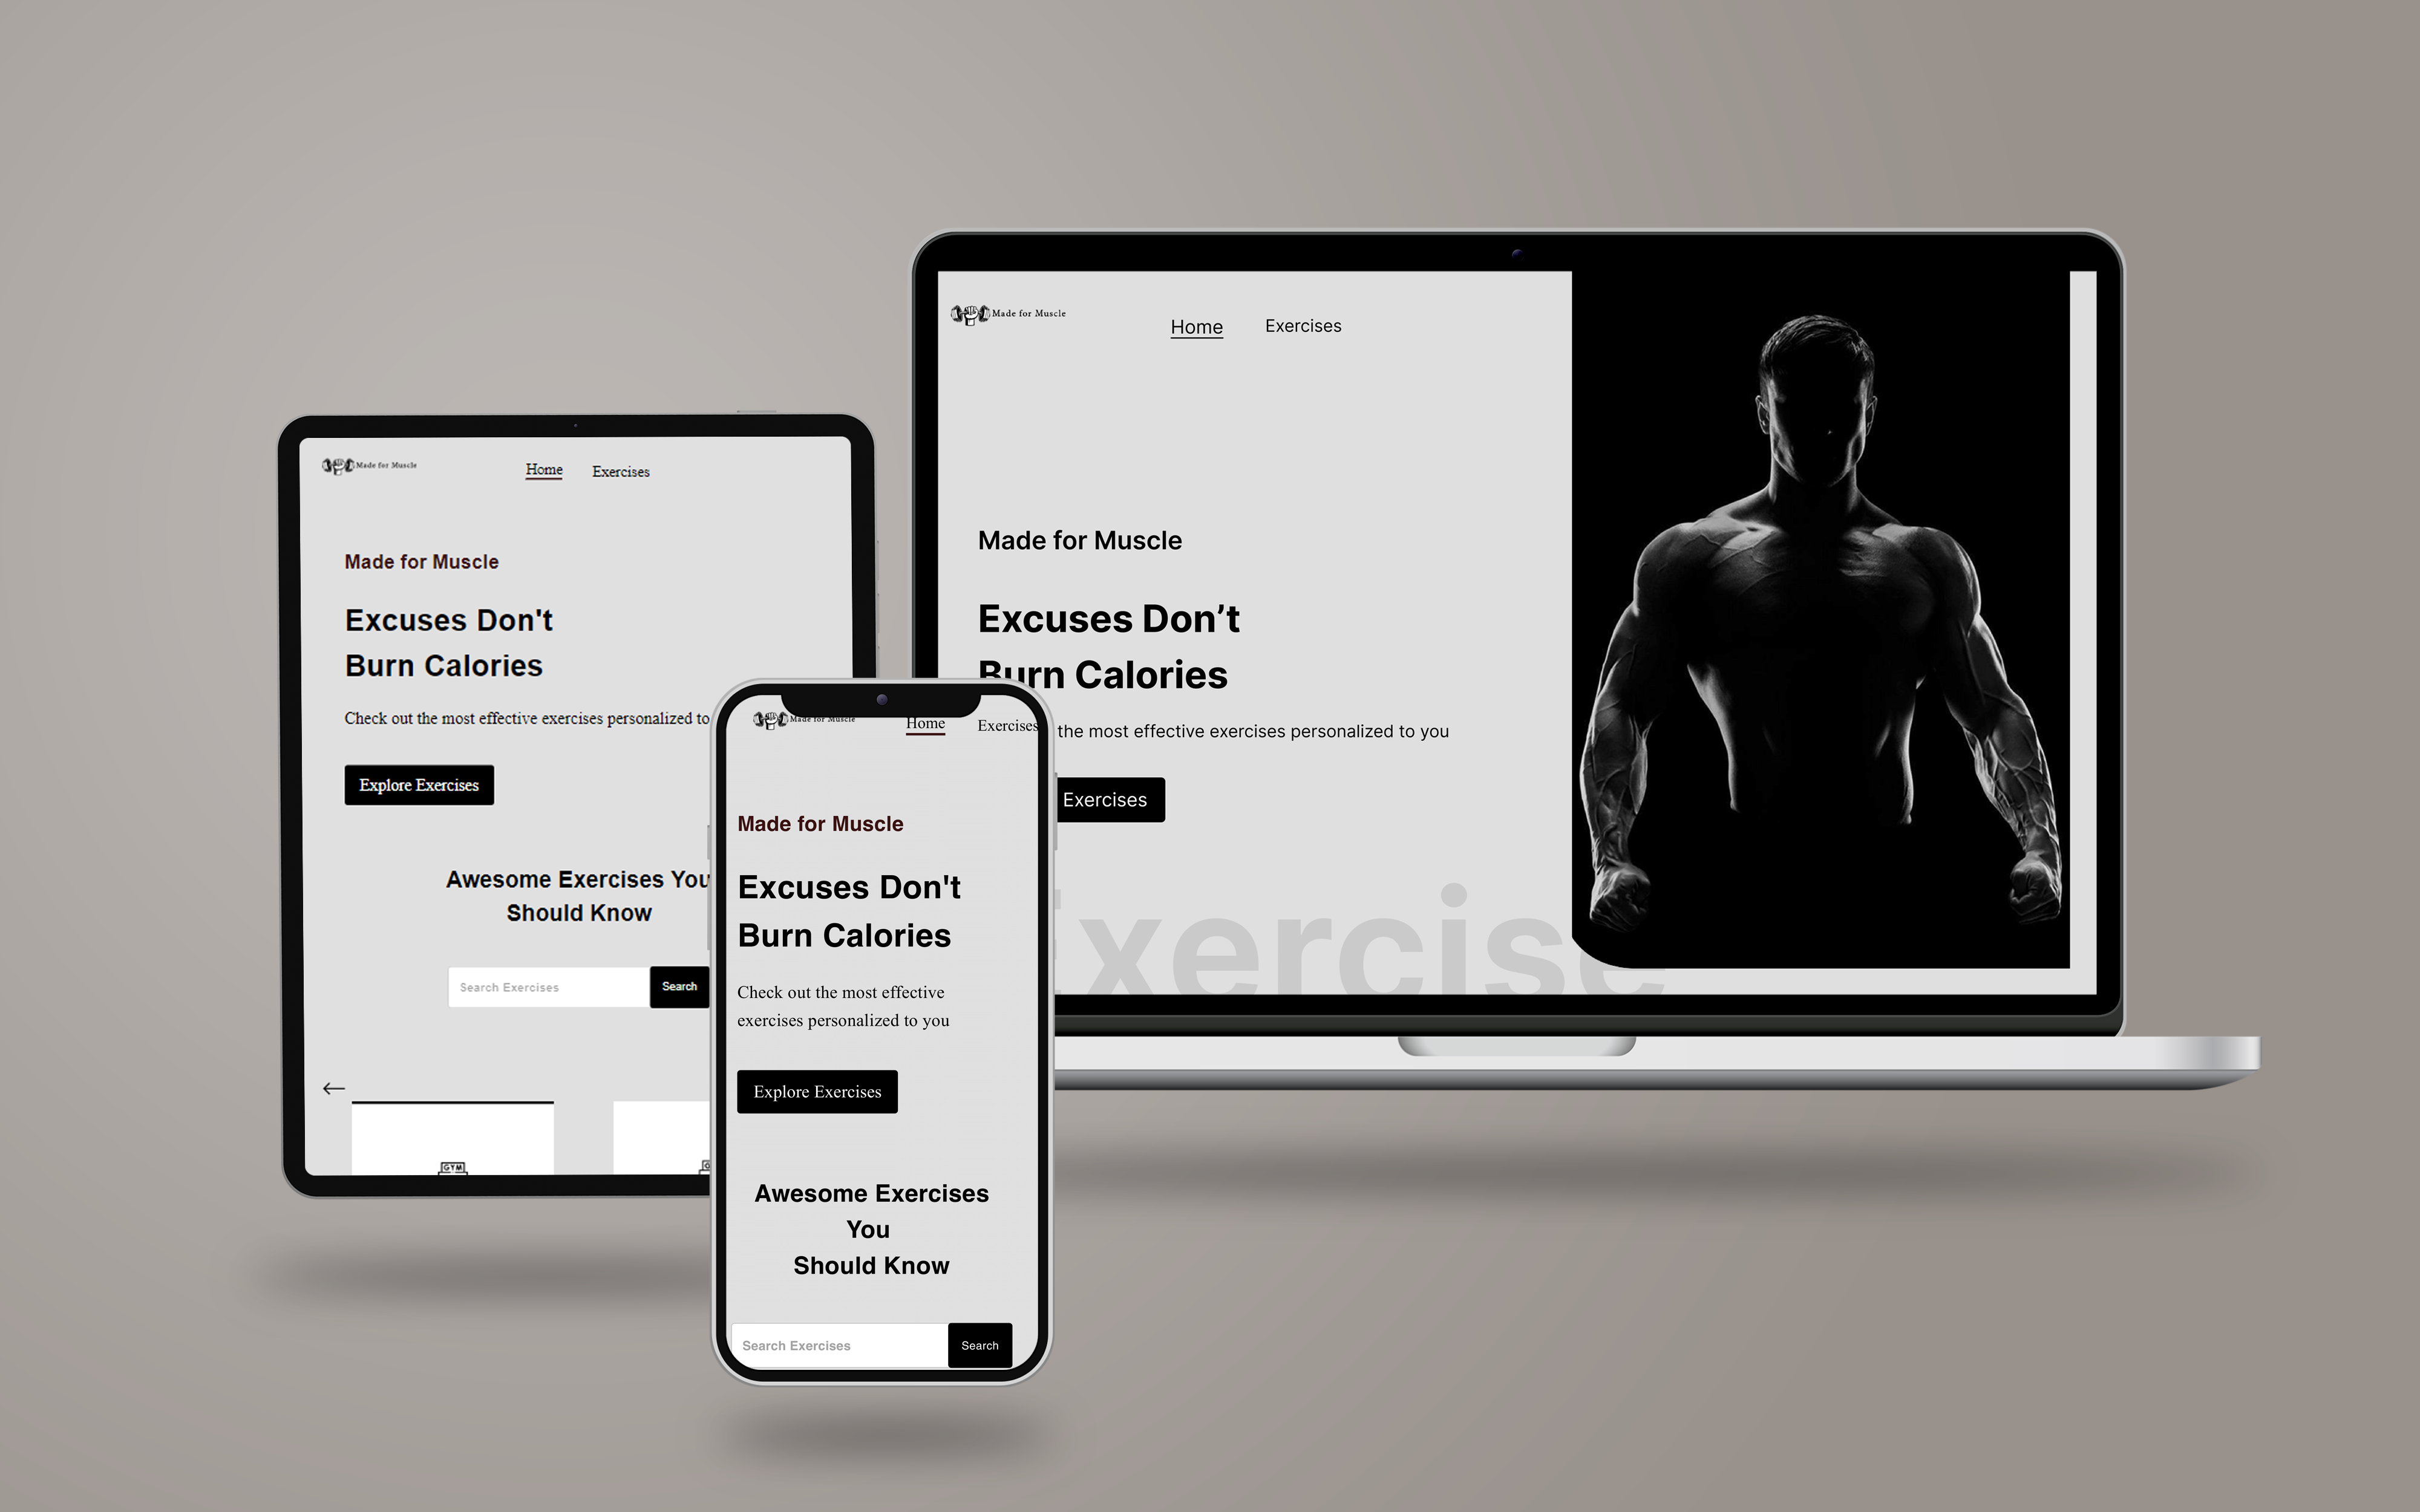 Made for Muscle
Home
Exercises
Made for Muscle
Excuses Don't
Burn Calories
Check out the most effective exercises personalized to
Explore Exercises
Awesome Exercises You
Should Know
Search Exercises
Search
GYM
Made for Muscle
Home
Exercises
Made for Muscle
Excuses Don't
Burn Calories
Check out the most effective
exercises personalized to you
Explore Exercises
Awesome Exercises
You
Should Know
Search Exercises
Search
Made for Muscle
Home
Exercises
Made for Muscle
Excuses Don’t
Burn Calories
the most effective exercises personalized to you
Exercises
Exercise